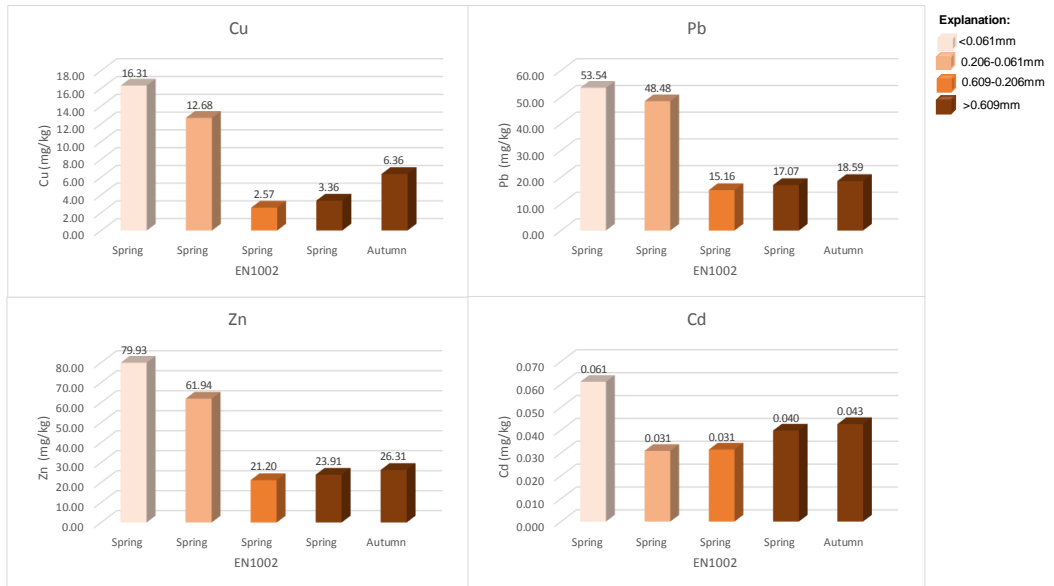 Cu
Cu (mg/kg)
18.00
16.00
14.00
12.00
10.00
8.00
6.00
4.00
2.00
0.00
16.31
12.68
2.57
3.36
6.36
Spring Spring Spring Spring Autumn
EN1002
Pb
Pb (mg/kg)
60.00
50.00
40.00
30.00
20.00
10.00
0.00
53.54
48.48
15.16
17.07
18.59
Spring Spring Spring Spring Autumn
EN1002
Explanation:
<0.061mm
0.206-0.061mm
0.609-0.206mm
>0.609mm
Zn
Zn (mg/kg)
80.00
70.00
60.00
50.00
40.00
30.00
20.00
10.00
0.00
79.93
61.94
21.20
23.91
26.31
Spring Spring Spring Spring Autumn
EN1002
Cd
Cd (mg/kg)
0.070
0.060
0.050
0.040
0.030
0.020
0.010
0.000
0.061
0.031
0.031
0.040
0.043
Spring Spring Spring Spring Autumn
EN1002